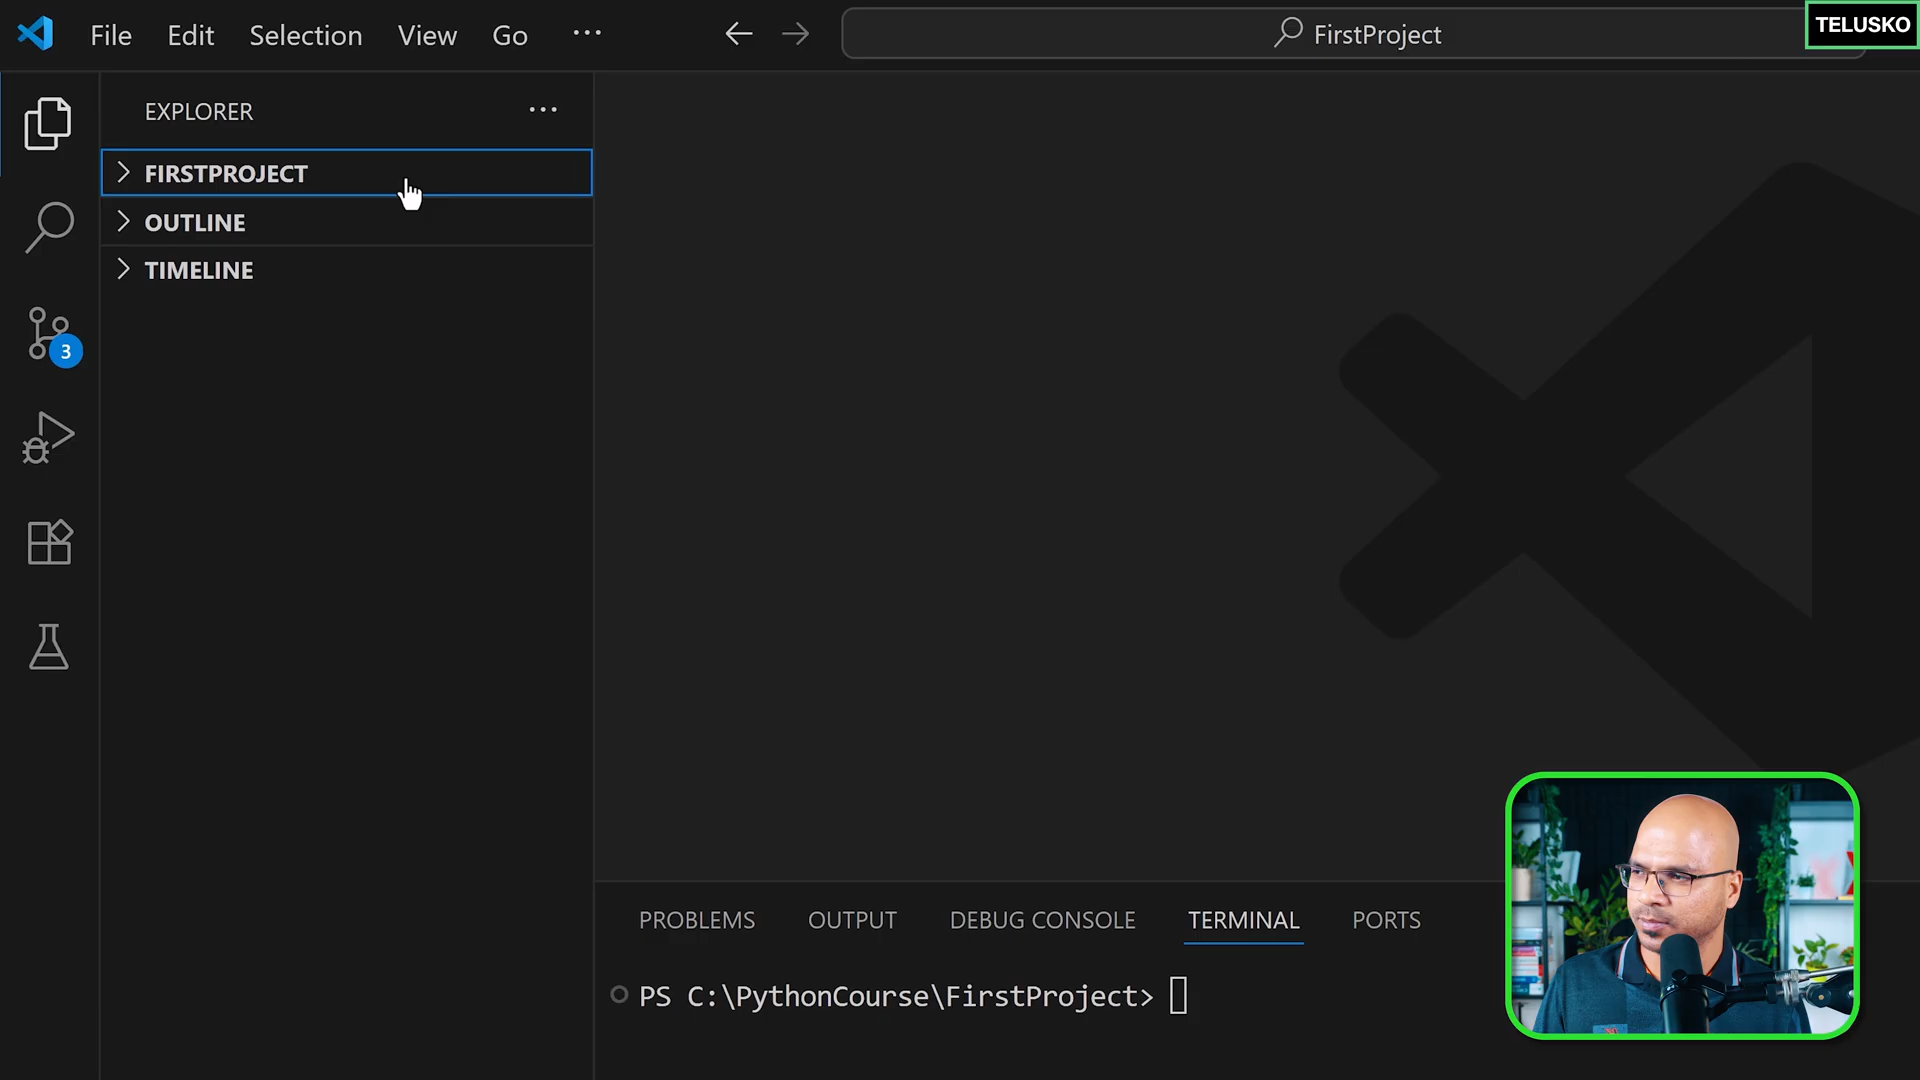 File Edit Selection View Go ···
FirstProject
TELUSKO
EXPLORER ···
FIRSTPROJECT
OUTLINE
TIMELINE
3
PROBLEMS OUTPUT DEBUG CONSOLE TERMINAL PORTS
PS C:\PythonCourse\FirstProject>